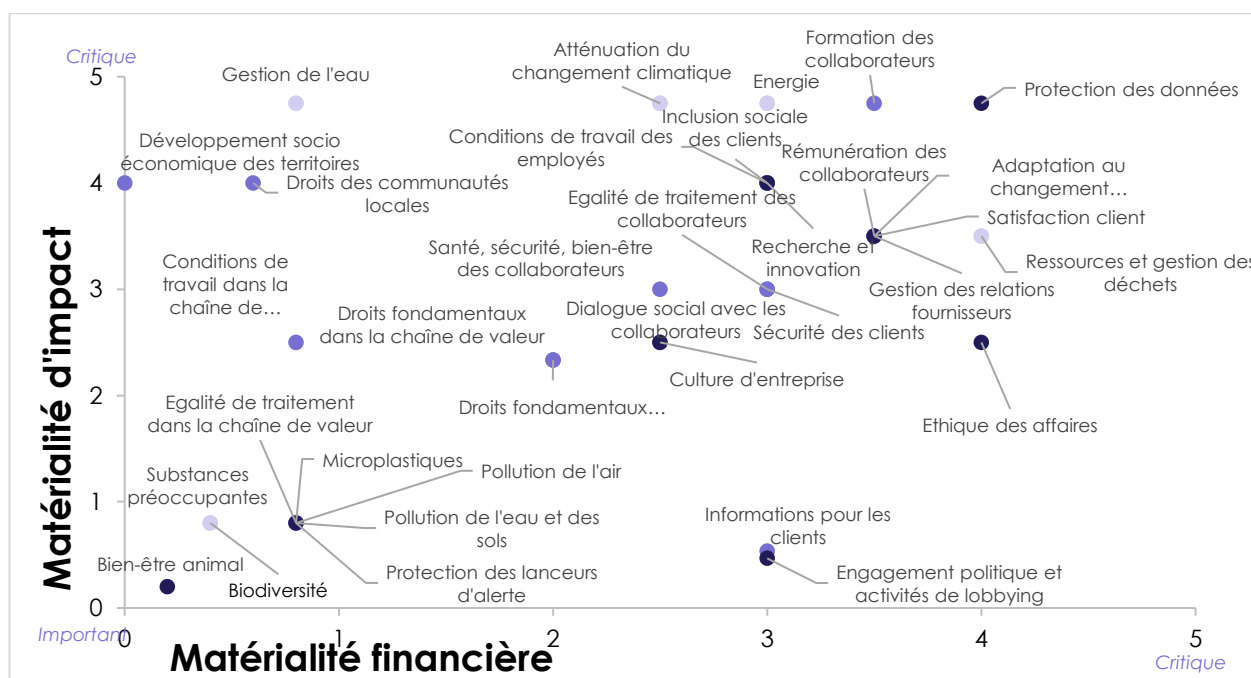 Critique
5
Gestion de l'eau
Atténuation du
changement climatique
Energie
Formation des
collaborateurs
Protection des données
Développement socio
économique des territoires
Conditions de travail des
employés
Inclusion sociale
des clients
Rémunération des
collaborateurs
Adaptation au
changement...
4
Droits des communautés
locales
Egalité de traitement des
collaborateurs
Satisfaction client
Conditions de
travail dans la
chaîne de...
Santé, sécurité, bien-être
des collaborateurs
Recherche et
innovation
Ressources et gestion des
déchets
3
Droits fondamentaux
dans la chaîne de valeur
Dialogue social avec les
collaborateurs
Sécurité des clients
Gestion des relations
fournisseurs
Matérialité d'impact
2
Egalité de traitement
dans la chaîne de valeur
Droits fondamentaux...
Culture d'entreprise
Ethique des affaires
Substances
préoccupantes
Microplastiques
Pollution de l'air
1
Pollution de l'eau et des
sols
Informations pour les
clients
Bien-être animal
Biodiversité
Protection des lanceurs
d'alerte
Engagement politique et
activités de lobbying
0
Important
0
1
2
3
4
5
Matérialité financière
Critique